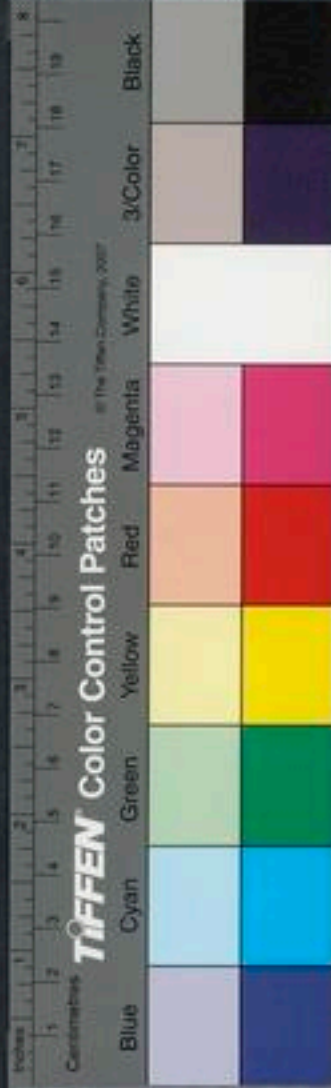 Inches 1 2 3 4 5 6 7 8
Centimetres 1 2 3 4 5 6 7 8 9 10 11 12 13 14 15 16 17 18 19
TIFFEN® Color Control Patches © The Tiffen Company, 2007
Blue Cyan Green Yellow Red Magenta White 3/Color Black